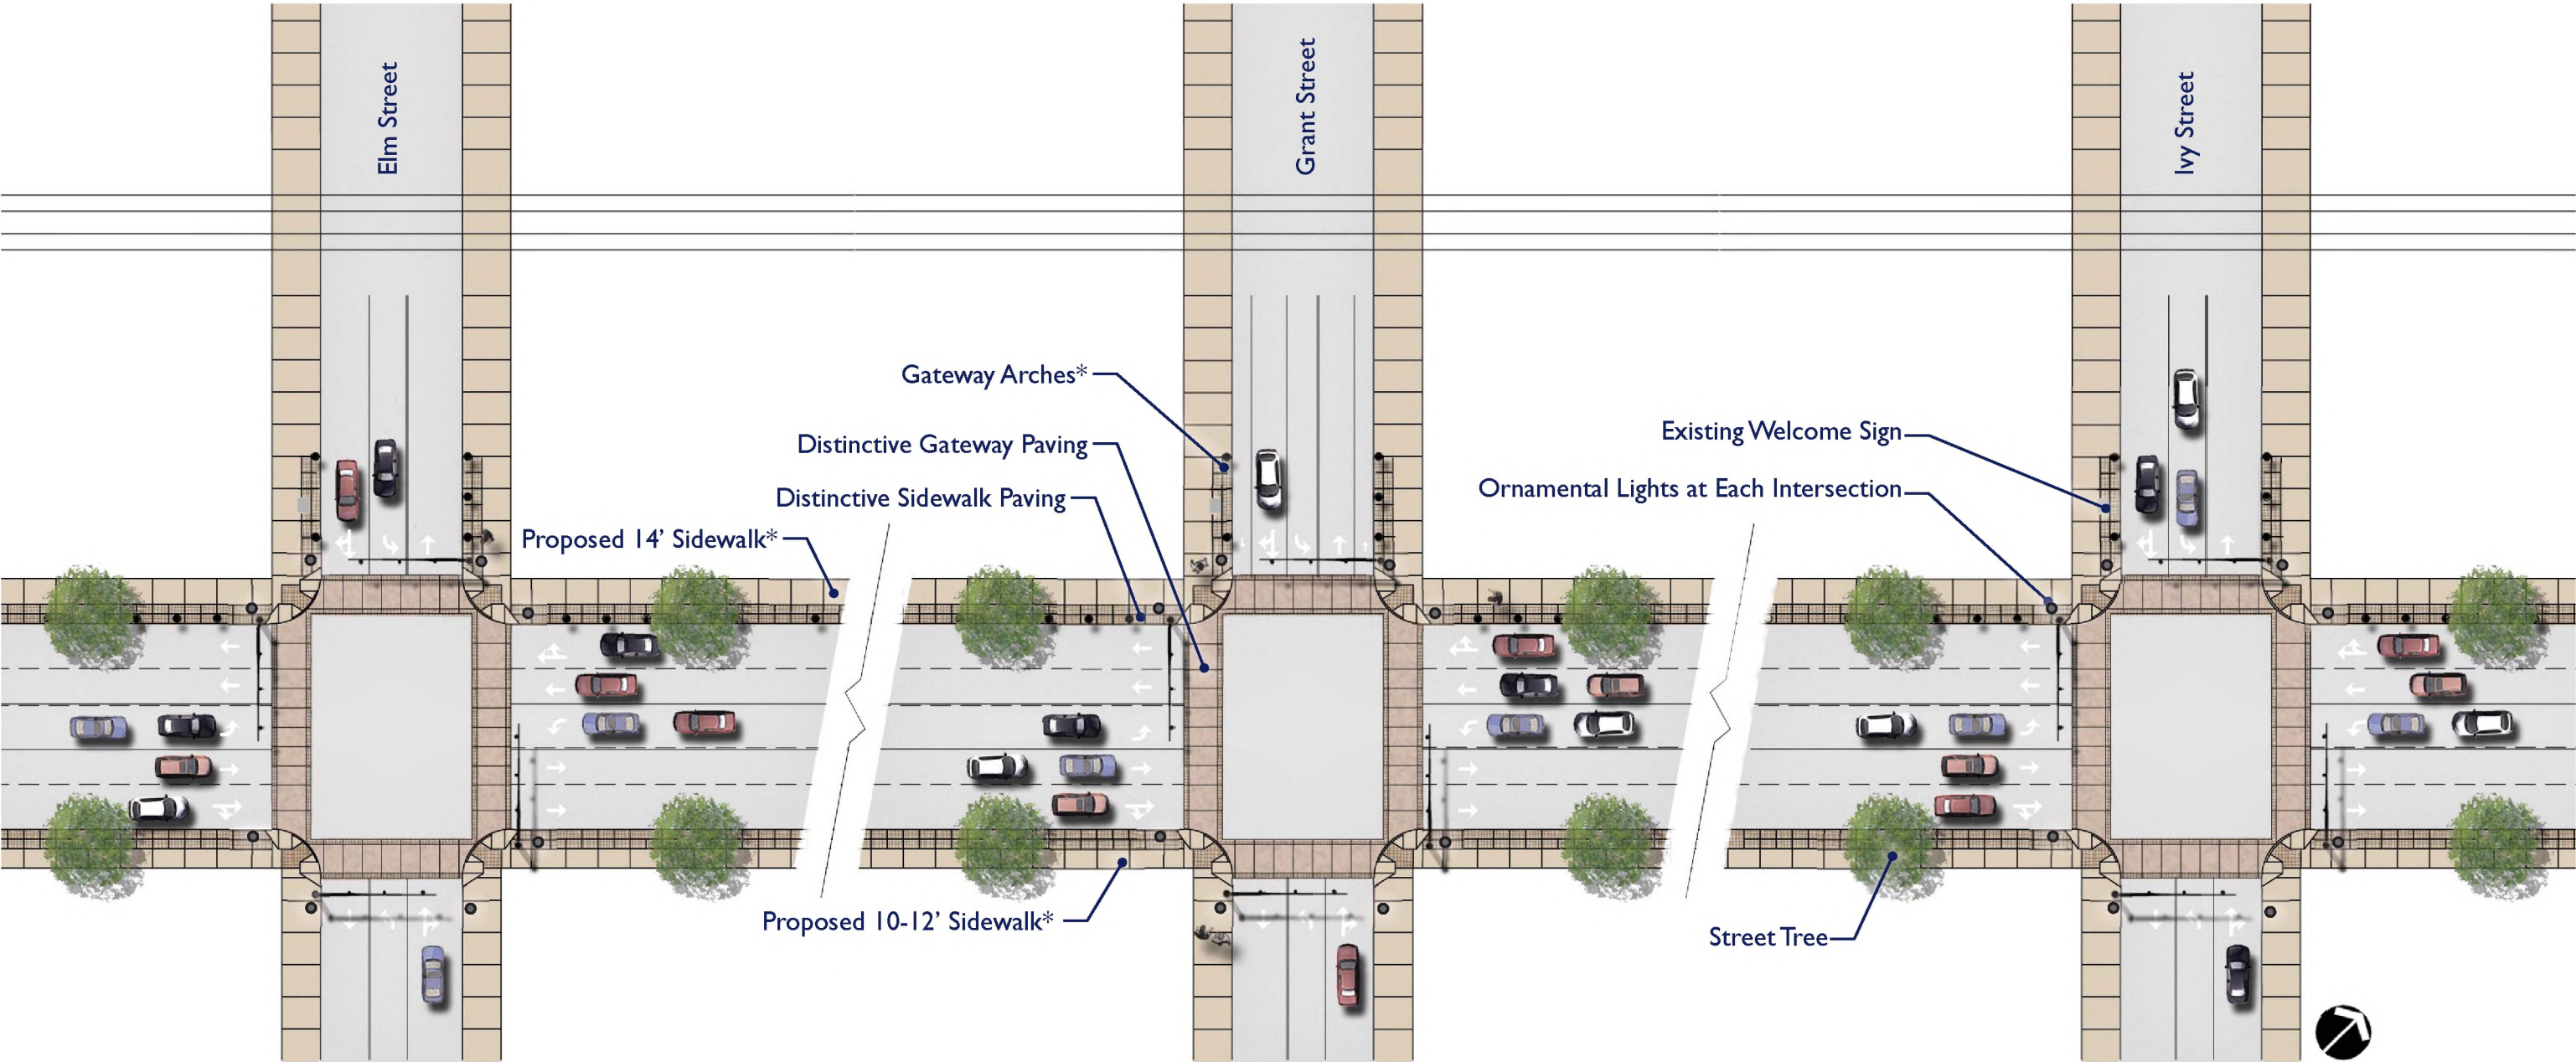 Elm Street
Grant Street
Ivy Street
Gateway Arches*
Distinctive Gateway Paving
Distinctive Sidewalk Paving
Proposed 14’ Sidewalk*
Existing Welcome Sign
Ornamental Lights at Each Intersection
Proposed 10-12’ Sidewalk*
Street Tree